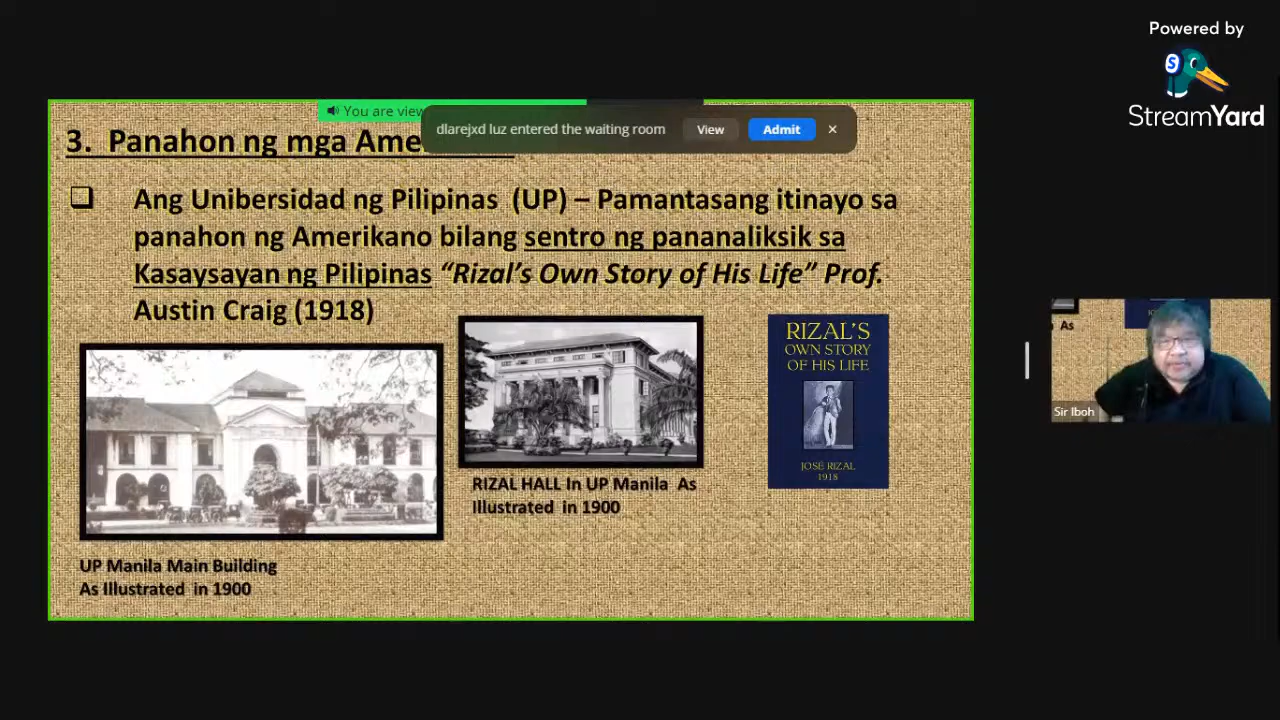 Powered by
StreamYard
You are view
dlarejxd luz entered the waiting room View Admit
3. Panahon ng mga Ame
Ang Unibersidad ng Pilipinas (UP) – Pamantasang itinayo sa
panahon ng Amerikano bilang sentro ng pananaliksik sa
Kasaysayan ng Pilipinas “Rizal’s Own Story of His Life” Prof.
Austin Craig (1918)
RIZAL'S
OWN STORY
OF HIS LIFE
JOSÉ RIZAL
1918
RIZAL HALL In UP Manila As
Illustrated in 1900
UP Manila Main Building
As Illustrated in 1900
As
Sir Iboh